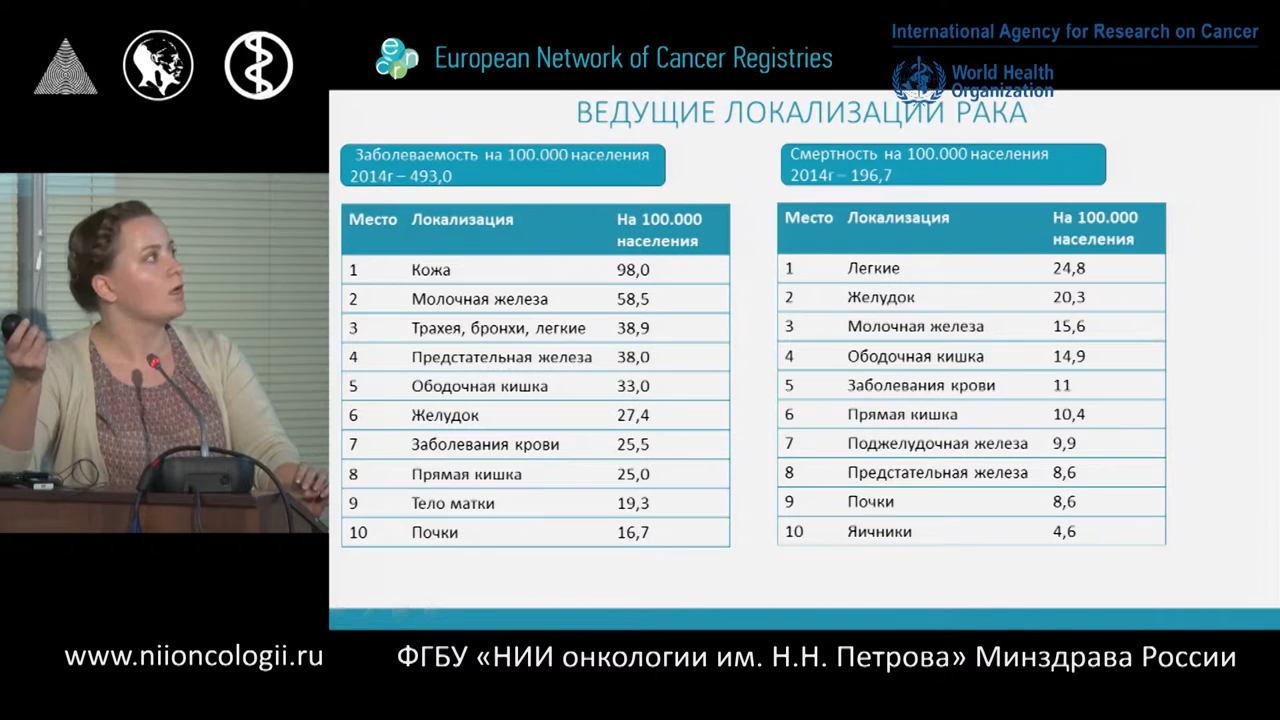 European Network of Cancer Registries
International Agency for Research on Cancer
World Health
Organization
ВЕДУЩИЕ ЛОКАЛИЗАЦИИ РАКА
Заболеваемость на 100.000 населения
2014г – 493,0
Место Локализация На 100.000 населения
1 Кожа 98,0
2 Молочная железа 58,5
3 Трахея, бронхи, легкие 38,9
4 Предстательная железа 38,0
5 Ободочная кишка 33,0
6 Желудок 27,4
7 Заболевания крови 25,5
8 Прямая кишка 25,0
9 Тело матки 19,3
10 Почки 16,7
Смертность на 100.000 населения
2014г – 196,7
Место Локализация На 100.000 населения
1 Легкие 24,8
2 Желудок 20,3
3 Молочная железа 15,6
4 Ободочная кишка 14,9
5 Заболевания крови 11
6 Прямая кишка 10,4
7 Поджелудочная железа 9,9
8 Предстательная железа 8,6
9 Почки 8,6
10 Яичники 4,6
www.niioncologii.ru
ФГБУ «НИИ онкологии им. Н.Н. Петрова» Минздрава России